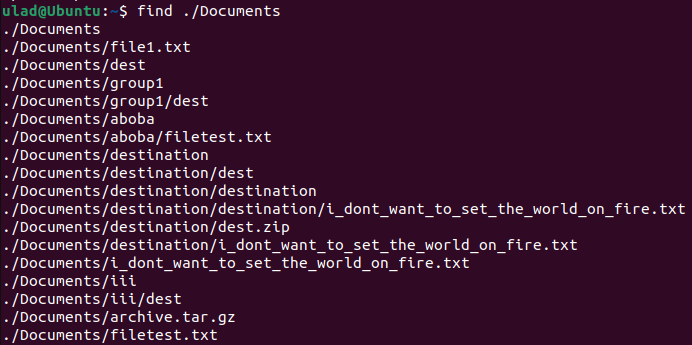 ulad@Ubuntu:~$ find ./Documents
./Documents
./Documents/file1.txt
./Documents/dest
./Documents/group1
./Documents/group1/dest
./Documents/aboba
./Documents/aboba/filetest.txt
./Documents/destination
./Documents/destination/dest
./Documents/destination/destination
./Documents/destination/destination/i_dont_want_to_set_the_world_on_fire.txt
./Documents/destination/dest.zip
./Documents/destination/i_dont_want_to_set_the_world_on_fire.txt
./Documents/i_dont_want_to_set_the_world_on_fire.txt
./Documents/iii
./Documents/iii/dest
./Documents/archive.tar.gz
./Documents/filetest.txt